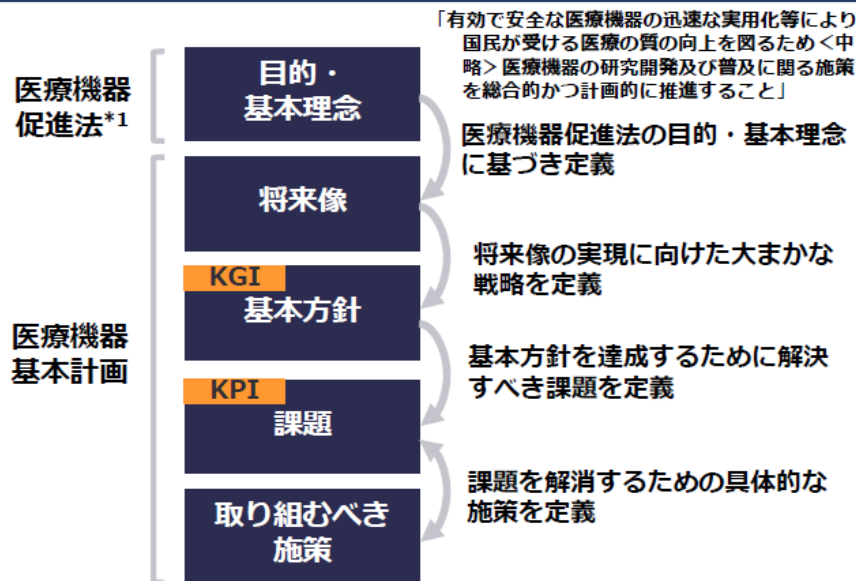 「有効で安全な医療機器の迅速な実用化等により
国民が受ける医療の質の向上を図るため＜中
略＞医療機器の研究開発及び普及に関る施策
を総合的かつ計画的に推進すること」
医療機器
促進法*1
目的・
基本理念
医療機器促進法の目的・基本理念
に基づき定義
医療機器
基本計画
将来像
将来像の実現に向けた大まかな
戦略を定義
KGI
基本方針
基本方針を達成するために解決
すべき課題を定義
KPI
課題
課題を解消するための具体的な
施策を定義
取り組むべき
施策